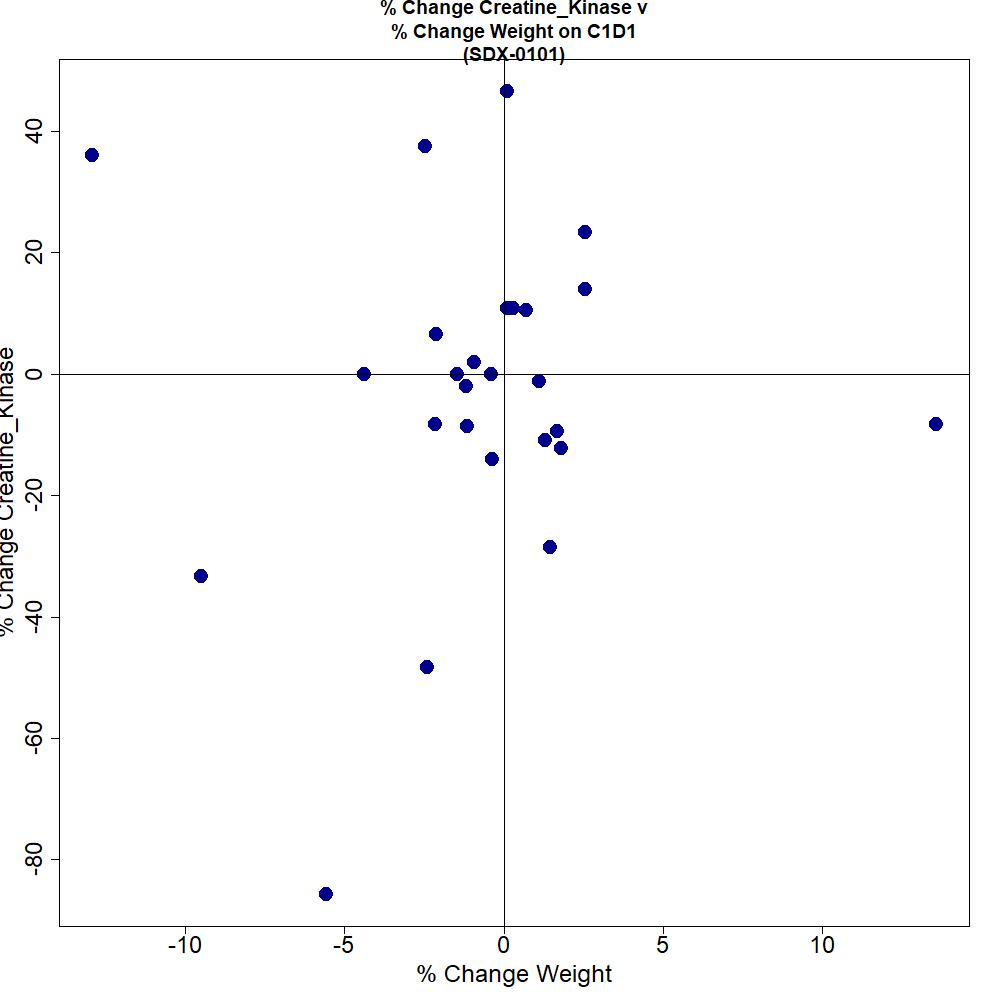 % Change Creatine_Kinase v
% Change Weight on C1D1
(SDX-0101)
% Change Creatine_Kinase
40
20
0
-20
-40
-60
-80
-10
-5
0
5
10
% Change Weight